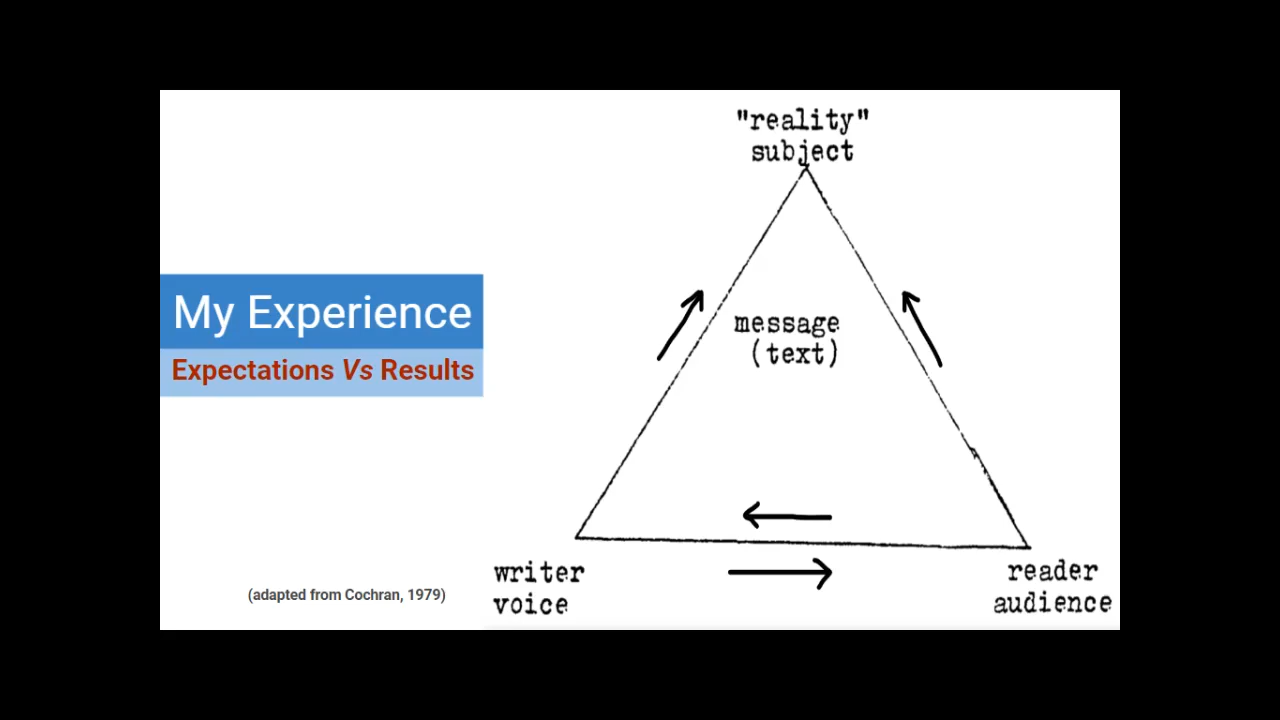 My Experience
Expectations Vs Results
(adapted from Cochran, 1979)
"reality"
subject
message
(text)
writer
voice
reader
audience